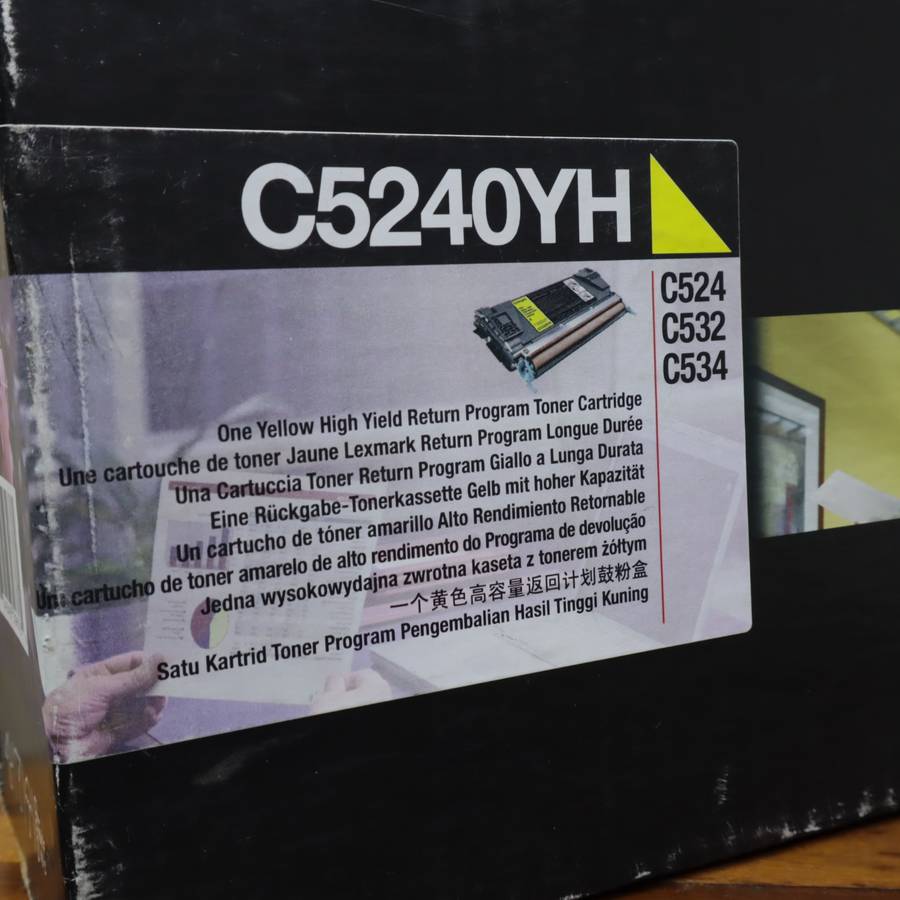 C5240YH
C524
C532
C534
One Yellow High Yield Return Program Toner Cartridge
Une cartouche de toner Jaune Lexmark Return Program Longue Durée
Una Cartuccia Toner Return Program Giallo a Lunga Durata
Eine Rückgabe-Tonerkassette Gelb mit hoher Kapazität
Un cartucho de tóner amarillo Alto Rendimiento Retornable
Um cartucho de toner amarelo de alto rendimento do Programa de devolução
Jedna wysokowydajna zwrotna kaseta z tonerem żółtym
一个黄色高容量返回计划鼓粉盒
Satu Kartrid Toner Program Pengembalian Hasil Tinggi Kuning